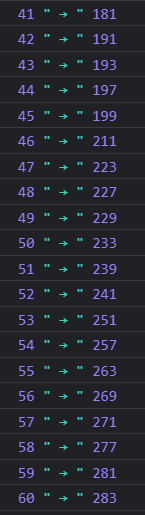 41 " → " 181
42 " → " 191
43 " → " 193
44 " → " 197
45 " → " 199
46 " → " 211
47 " → " 223
48 " → " 227
49 " → " 229
50 " → " 233
51 " → " 239
52 " → " 241
53 " → " 251
54 " → " 257
55 " → " 263
56 " → " 269
57 " → " 271
58 " → " 277
59 " → " 281
60 " → " 283